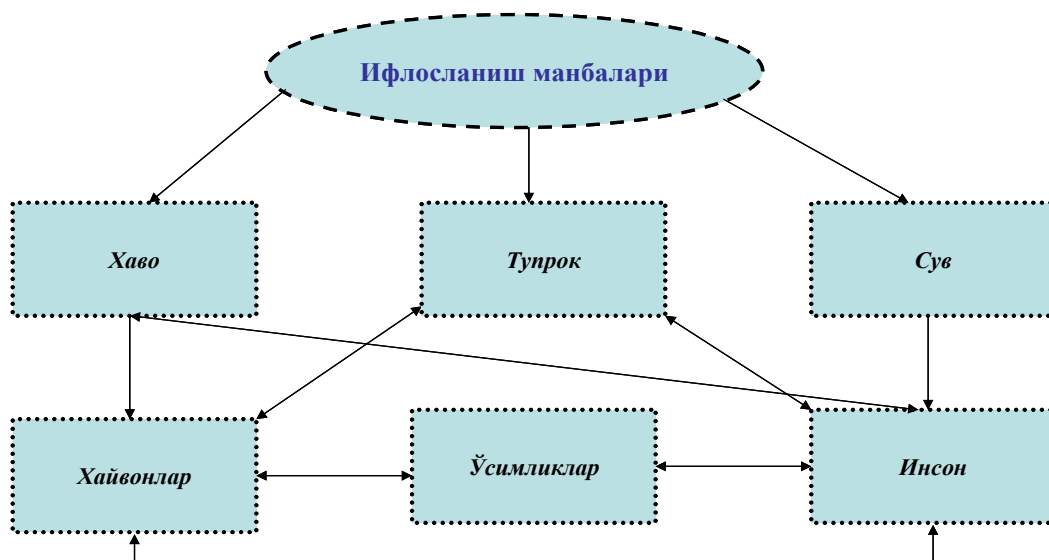 Ифлосланиш манбалари
Хаво
Тупрок
Сув
Хайвонлар
Ўсимликлар
Инсон